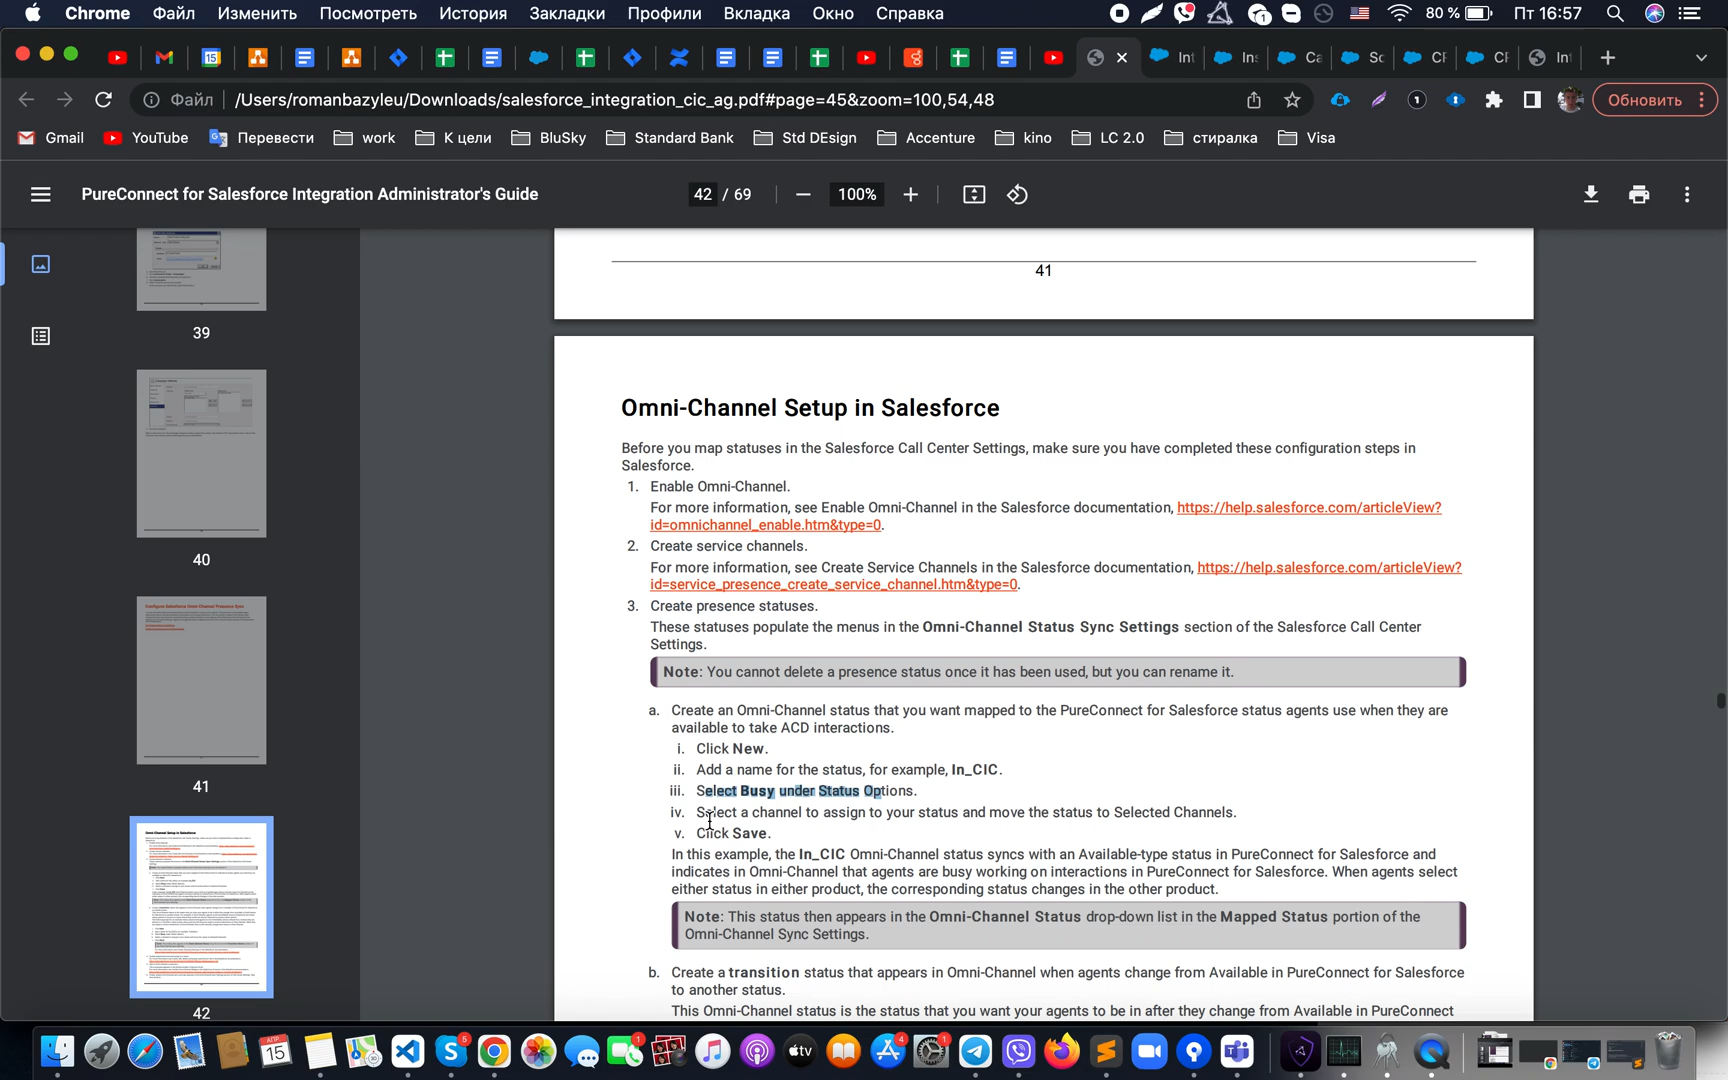 Chrome Файл Изменить Посмотреть История Закладки Профили Вкладка Окно Справка 80 % Пт 16:57
Int Ins Ca Sc CF CF Int
Файл /Users/romanbazyleu/Downloads/salesforce_integration_cic_ag.pdf#page=45&zoom=100,54,48 Обновить
Gmail YouTube Перевести work К цели BluSky Standard Bank Std DEsign Accenture kino LC 2.0 стиралка Visa
PureConnect for Salesforce Integration Administrator's Guide 42 / 69 100%
39
40
41
42
41
Omni-Channel Setup in Salesforce
Before you map statuses in the Salesforce Call Center Settings, make sure you have completed these configuration steps in
Salesforce.
1. Enable Omni-Channel.
For more information, see Enable Omni-Channel in the Salesforce documentation, https://help.salesforce.com/articleView?
id=omnichannel_enable.htm&type=0.
2. Create service channels.
For more information, see Create Service Channels in the Salesforce documentation, https://help.salesforce.com/articleView?
id=service_presence_create_service_channel.htm&type=0.
3. Create presence statuses.
These statuses populate the menus in the Omni-Channel Status Sync Settings section of the Salesforce Call Center
Settings.
Note: You cannot delete a presence status once it has been used, but you can rename it.
a. Create an Omni-Channel status that you want mapped to the PureConnect for Salesforce status agents use when they are
available to take ACD interactions.
i. Click New.
ii. Add a name for the status, for example, In_CIC.
iii. Select Busy under Status Options.
iv. Select a channel to assign to your status and move the status to Selected Channels.
v. Click Save.
In this example, the In_CIC Omni-Channel status syncs with an Available-type status in PureConnect for Salesforce and
indicates in Omni-Channel that agents are busy working on interactions in PureConnect for Salesforce. When agents select
either status in either product, the corresponding status changes in the other product.
Note: This status then appears in the Omni-Channel Status drop-down list in the Mapped Status portion of the
Omni-Channel Sync Settings.
b. Create a transition status that appears in Omni-Channel when agents change from Available in PureConnect for Salesforce
to another status.
This Omni-Channel status is the status that you want your agents to be in after they change from Available in PureConnect